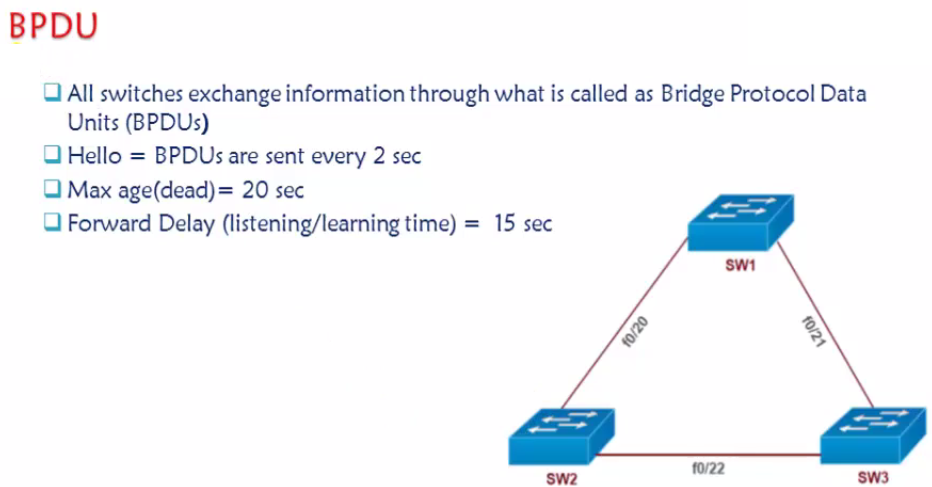 BPDU
All switches exchange information through what is called as Bridge Protocol Data
Units (BPDUs)
Hello = BPDUs are sent every 2 sec
Max age(dead)= 20 sec
Forward Delay (listening/learning time) = 15 sec
SW1
f0/20
f0/21
SW2
f0/22
SW3